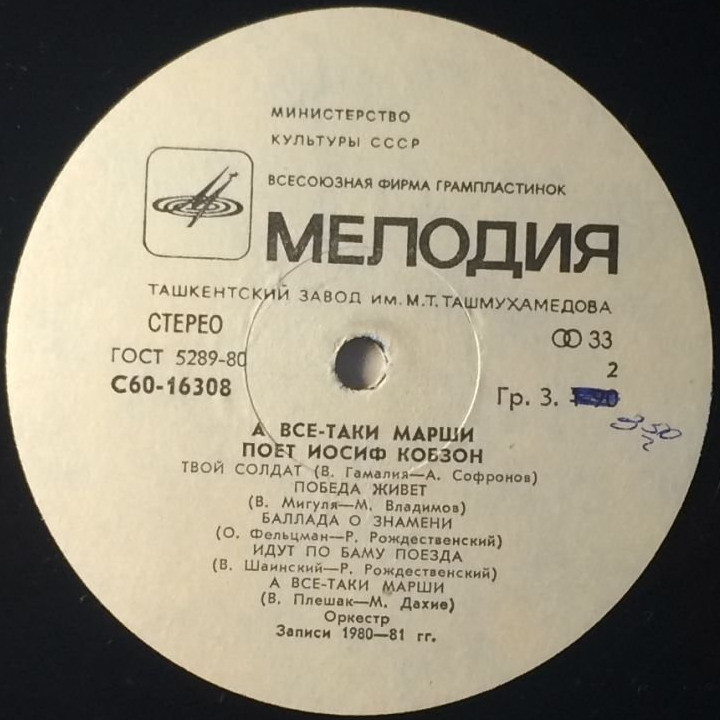 МИНИСТЕРСТВО
КУЛЬТУРЫ СССР
ВСЕСОЮЗНАЯ ФИРМА ГРАМПЛАСТИНОК
МЕЛОДИЯ
ТАШКЕНТСКИЙ ЗАВОД ИМ. М.Т. ТАШМУХАМЕДОВА
СТЕРЕО
33
ГОСТ 5289-80
2
С60-16308
Гр. 3.
3-50
А ВСЕ-ТАКИ МАРШИ
ПОЕТ ИОСИФ КОБЗОН
ТВОЙ СОЛДАТ (В. Гамалия—А. Софронов)
ПОБЕДА ЖИВЕТ
(В. Мигуля—М. Владимов)
БАЛЛАДА О ЗНАМЕНИ
(О. Фельцман—Р. Рождественский)
ИДУТ ПО БАМУ ПОЕЗДА
(В. Шаинский—Р. Рождественский)
А ВСЕ-ТАКИ МАРШИ
(В. Плешак—М. Дахие)
Оркестр
Записи 1980—81 гг.